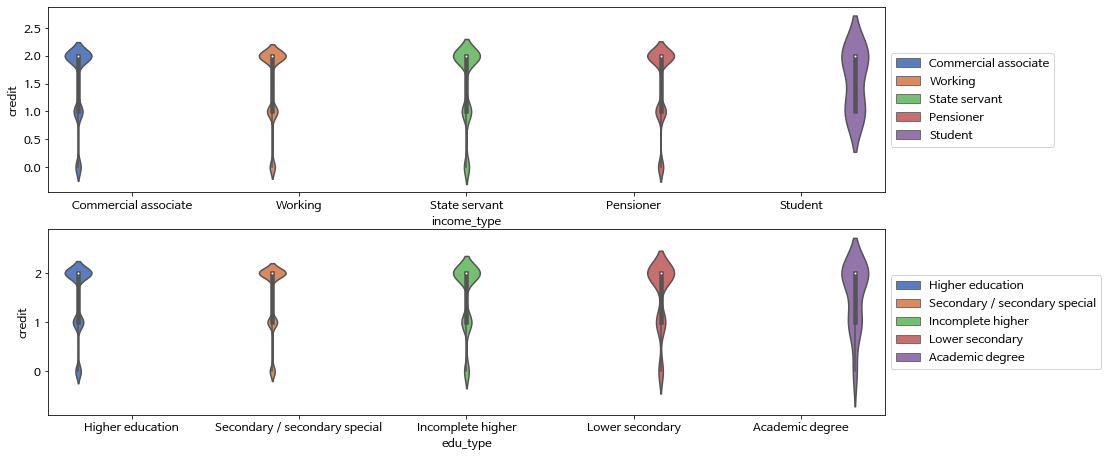 2.5
2.0
1.5
1.0
0.5
0.0
credit
Commercial associate
Working
State servant
Pensioner
Student
income_type
Commercial associate
Working
State servant
Pensioner
Student
2
1
0
credit
Higher education
Secondary / secondary special
Incomplete higher
Lower secondary
Academic degree
edu_type
Higher education
Secondary / secondary special
Incomplete higher
Lower secondary
Academic degree